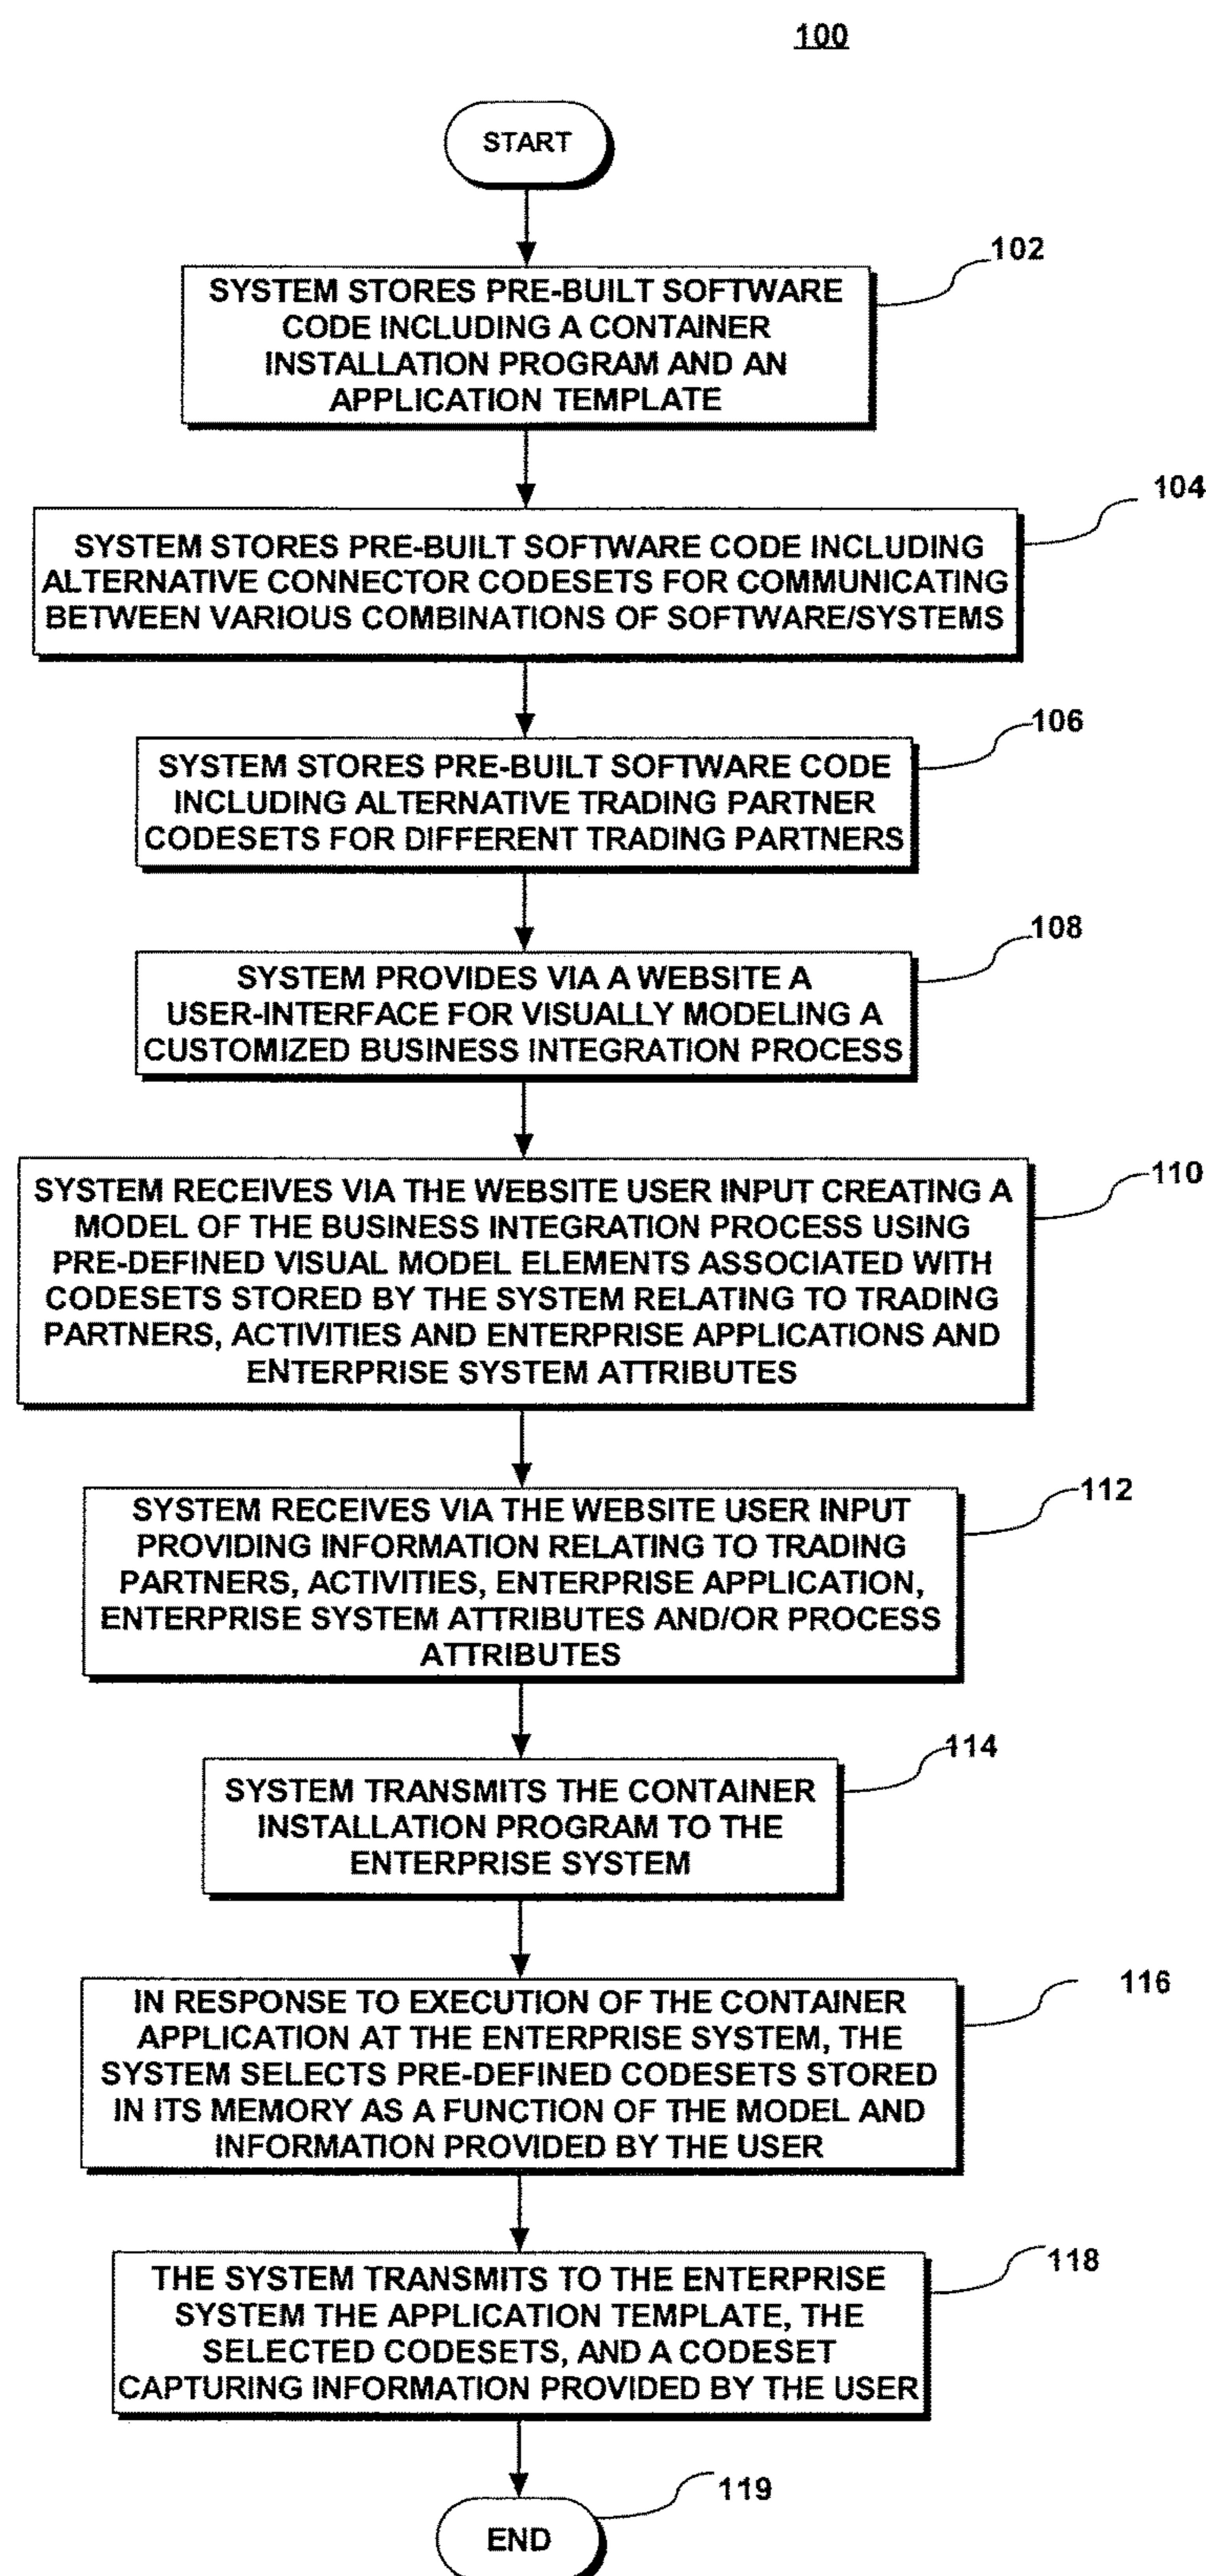 100
START
102
SYSTEM STORES PRE-BUILT SOFTWARE
CODE INCLUDING A CONTAINER
INSTALLATION PROGRAM AND AN
APPLICATION TEMPLATE
104
SYSTEM STORES PRE-BUILT SOFTWARE CODE INCLUDING
ALTERNATIVE CONNECTOR CODESETS FOR COMMUNICATING
BETWEEN VARIOUS COMBINATIONS OF SOFTWARE/SYSTEMS
106
SYSTEM STORES PRE-BUILT SOFTWARE CODE
INCLUDING ALTERNATIVE TRADING PARTNER
CODESETS FOR DIFFERENT TRADING PARTNERS
108
SYSTEM PROVIDES VIA A WEBSITE A
USER-INTERFACE FOR VISUALLY MODELING A
CUSTOMIZED BUSINESS INTEGRATION PROCESS
110
SYSTEM RECEIVES VIA THE WEBSITE USER INPUT CREATING A
MODEL OF THE BUSINESS INTEGRATION PROCESS USING
PRE-DEFINED VISUAL MODEL ELEMENTS ASSOCIATED WITH
CODESETS STORED BY THE SYSTEM RELATING TO TRADING
PARTNERS, ACTIVITIES AND ENTERPRISE APPLICATIONS AND
ENTERPRISE SYSTEM ATTRIBUTES
112
SYSTEM RECEIVES VIA THE WEBSITE USER INPUT
PROVIDING INFORMATION RELATING TO TRADING
PARTNERS, ACTIVITIES, ENTERPRISE APPLICATION,
ENTERPRISE SYSTEM ATTRIBUTES AND/OR PROCESS
ATTRIBUTES
114
SYSTEM TRANSMITS THE CONTAINER
INSTALLATION PROGRAM TO THE
ENTERPRISE SYSTEM
116
IN RESPONSE TO EXECUTION OF THE CONTAINER
APPLICATION AT THE ENTERPRISE SYSTEM, THE
SYSTEM SELECTS PRE-DEFINED CODESETS STORED
IN ITS MEMORY AS A FUNCTION OF THE MODEL AND
INFORMATION PROVIDED BY THE USER
118
THE SYSTEM TRANSMITS TO THE ENTERPRISE
SYSTEM THE APPLICATION TEMPLATE, THE
SELECTED CODESETS, AND A CODESET
CAPTURING INFORMATION PROVIDED BY THE USER
119
END